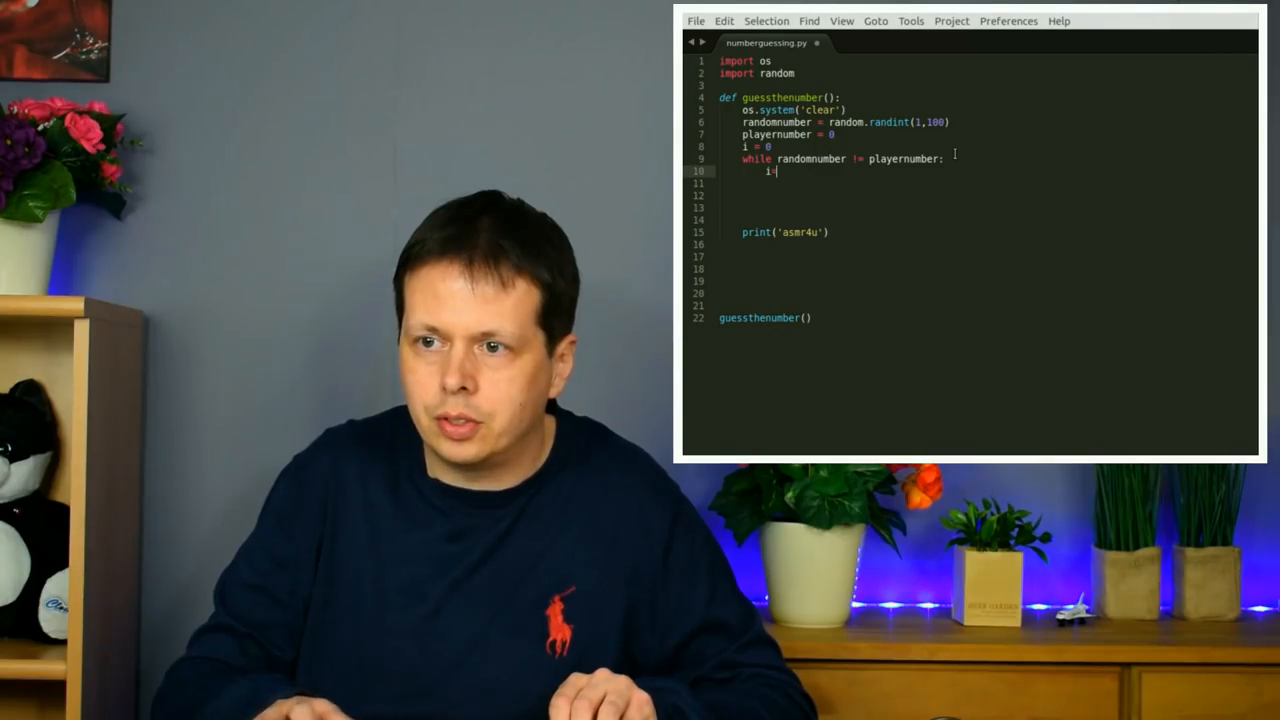 File Edit Selection Find View Goto Tools Project Preferences Help
numberguessing.py
1 import os
2 import random
3
4 def guessthenumber():
5 os.system('clear')
6 randomnumber = random.randint(1,100)
7 playernumber = 0
8 i = 0
9 while randomnumber != playernumber:
10 i=
11
12
13
14
15 print('asmr4u')
16
17
18
19
20
21
22 guessthenumber()
HERB GARDEN